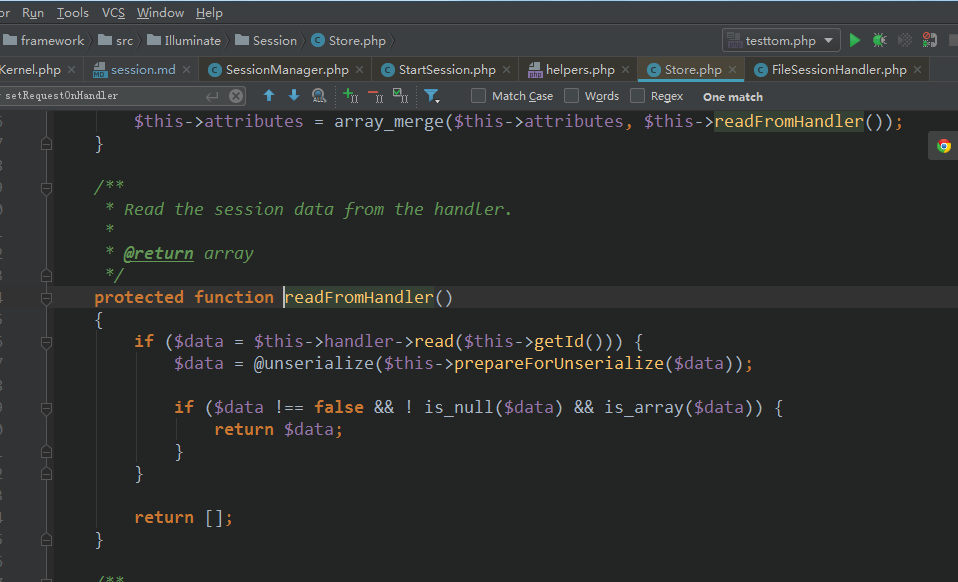 or Run Tools VCS Window Help
framework src Illuminate Session Store.php testtom.php
Kernel.php session.md SessionManager.php StartSession.php helpers.php Store.php FileSessionHandler.php
setRequestOnHandler Match Case Words Regex One match
$this->attributes = array_merge($this->attributes, $this->readFromHandler());
}
/**
* Read the session data from the handler.
*
* @return array
*/
protected function readFromHandler()
{
if ($data = $this->handler->read($this->getId())) {
$data = @unserialize($this->prepareForUnserialize($data));
if ($data !== false && ! is_null($data) && is_array($data)) {
return $data;
}
}
return [];
}
/**